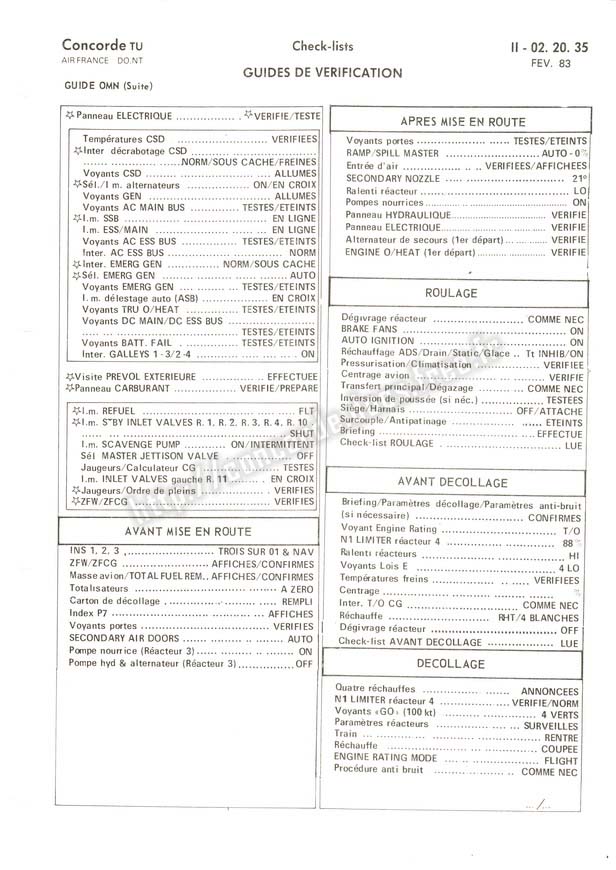 Concorde TU
AIR FRANCE DO.NT
Check-lists
II - 02. 20. 35
FEV. 83
GUIDES DE VERIFICATION
GUIDE OMN (Suite)
☆Panneau ELECTRIQUE .................. ☆VERIFIE/TESTE
Températures CSD .................. VERIFIEES
☆Inter décrabotage CSD ..................
.................. NORM/SOUS CACHE/FREINES
Voyants CSD .................. ALLUMES
☆Sél./I m. alternateurs .................. ON/EN CROIX
Voyants GEN .................. ALLUMES
Voyants AC MAIN BUS .................. TESTES/ETEINTS
☆I.m. SSB .................. EN LIGNE
I.m. ESS/MAIN .................. EN LIGNE
Voyants AC ESS BUS .................. TESTES/ETEINTS
Inter. AC ESS BUS .................. NORM
☆Inter. EMERG GEN .................. NORM/SOUS CACHE
☆Sél. EMERG GEN .................. AUTO
Voyants EMERG GEN .................. TESTES/ETEINTS
I. m. délestage auto (ASB) .................. EN CROIX
Voyants TRU O/HEAT .................. TESTES/ETEINTS
Voyants DC MAIN/DC ESS BUS ..................
.................. TESTES/ETEINTS
Voyants BATT. FAIL .................. TESTES/ETEINTS
Inter. GALLEYS 1 - 3/2 -4 .................. ON
☆Visite PREVOL EXTERIEURE .................. EFFECTUEE
☆Panneau CARBURANT .................. VERIFIE/PREPARE
☆I.m. REFUEL .................. FLT
☆I.m. STBY INLET VALVES R. 1, R. 2, R. 3, R. 4, R. 10
.................. SHUT
I.m. SCAVENGE PUMP .................. ON/INTERMITTENT
Sél MASTER JETTISON VALVE .................. OFF
Jaugeurs/Calculateur CG .................. TESTES
I.m. INLET VALVES gauche R. 11 .................. EN CROIX
☆Jaugeurs/Ordre de pleins .................. VERIFIES
☆ZFW/ZFCG .................. VERIFIES
AVANT MISE EN ROUTE
INS 1, 2, 3 .................. TROIS SUR 01 & NAV
ZFW/ZFCG .................. AFFICHES/CONFIRMES
Masse avion/TOTAL FUEL REM.. AFFICHES/CONFIRMES
Totalisateurs .................. A ZERO
Carton de décollage .................. REMPLI
Index P7 .................. AFFICHES
Voyants portes .................. VERIFIES
SECONDARY AIR DOORS .................. AUTO
Pompe nourrice (Réacteur 3) .................. ON
Pompe hyd & alternateur (Réacteur 3) .................. OFF
APRES MISE EN ROUTE
Voyants portes .................. TESTES/ETEINTS
RAMP/SPILL MASTER .................. AUTO - 0%
Entrée d'air .................. VERIFIEES/AFFICHEES
SECONDARY NOZZLE .................. 21º
Ralenti réacteur .................. LO
Pompes nourrices .................. ON
Panneau HYDRAULIQUE .................. VERIFIE
Panneau ELECTRIQUE .................. VERIFIE
Alternateur de secours (1er départ) .................. VERIFIE
ENGINE O/HEAT (1er départ) .................. VERIFIE
ROULAGE
Dégivrage réacteur .................. COMME NEC
BRAKE FANS .................. ON
AUTO IGNITION .................. ON
Réchauffage ADS/Drain/Static/Glace .. Tt INHIB/ON
Pressurisation/Climatisation .................. VERIFIEE
Centrage avion .................. VERIFIE
Transfert principal/Dégazage .................. COMME NEC
Inversion de poussée (si néc.) .................. TESTEES
Siège/Harnais .................. OFF/ATTACHE
Surcouple/Antipatinage .................. ETEINTS
Briefing .................. EFFECTUE
Check-list ROULAGE .................. LUE
AVANT DECOLLAGE
Briefing/Paramètres décollage/Paramètres anti-bruit
(si nécessaire) .................. CONFIRMES
Voyant Engine Rating .................. T/O
N1 LIMITER réacteur 4 .................. 88%
Ralenti réacteurs .................. HI
Voyants Lo is E .................. 4 LO
Températures freins .................. VERIFIEES
Centrage .................. %
Inter. T/O CG .................. COMME NEC
Réchauffe .................. RHT/4 BLANCHES
Dégivrage réacteur .................. OFF
Check-list AVANT DECOLLAGE .................. LUE
DECOLLAGE
Quatre réchauffes .................. ANNONCEES
N1 LIMITER réacteur 4 .................. VERIFIE/NORM
Voyants «GO» (100 kt) .................. 4 VERTS
Paramètres réacteurs .................. SURVEILLES
Train .................. RENTRE
Réchauffe .................. COUPEE
ENGINE RATING MODE .................. FLIGHT
Procédure anti bruit .................. COMME NEC
.../...